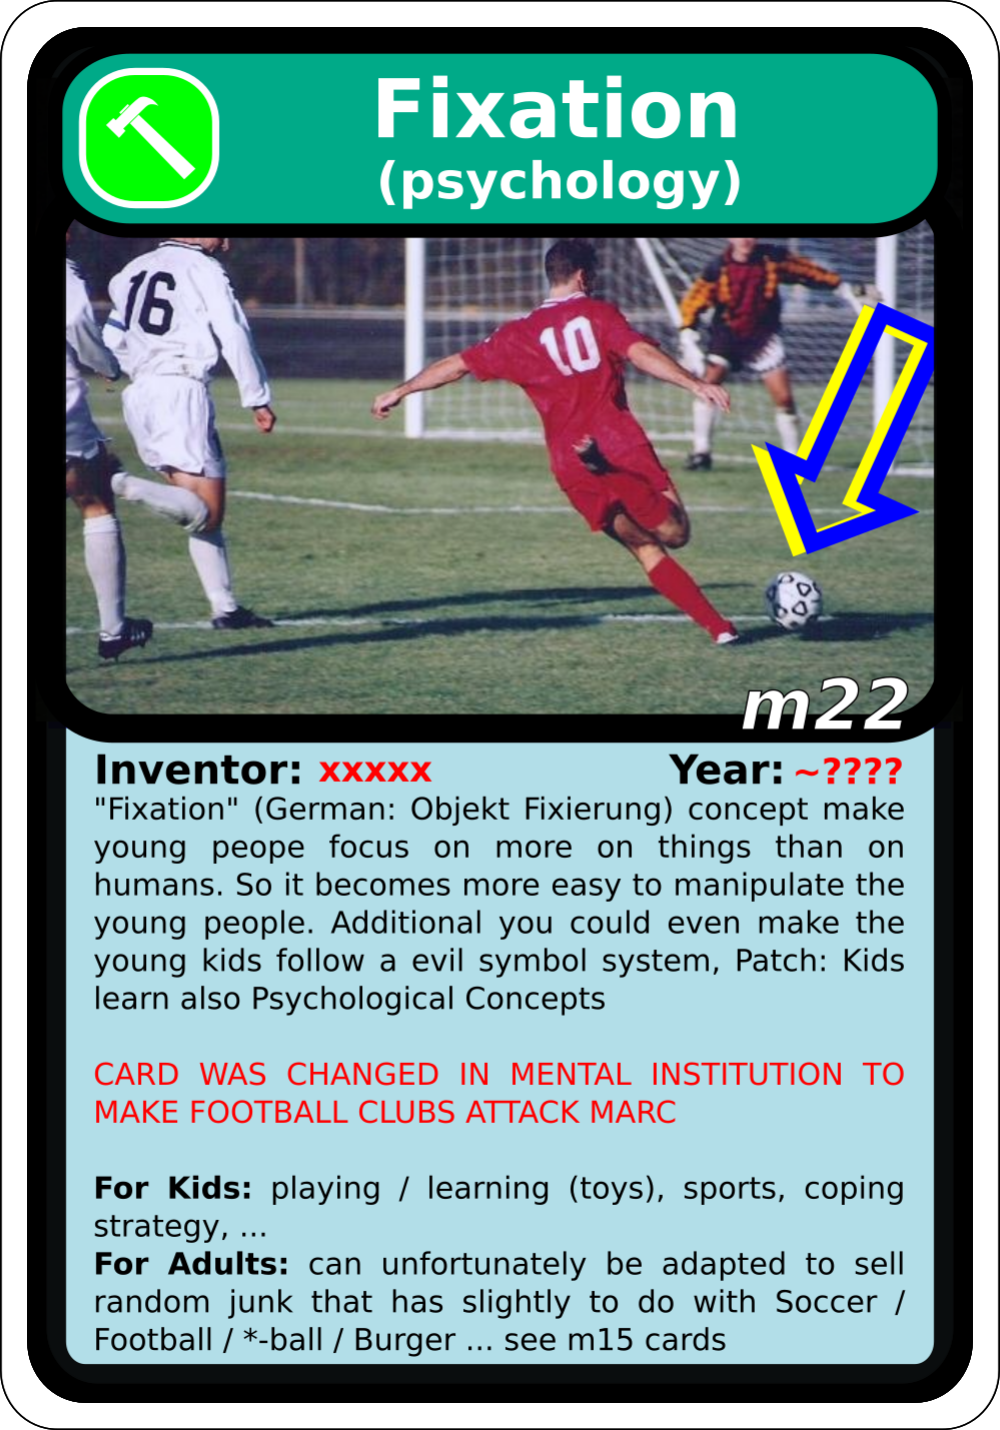 Fixation
(psychology)
16
10
m22
Inventor: xxxxx Year: ~????
"Fixation" (German: Objekt Fixierung) concept make
young peope focus on more on things than on
humans. So it becomes more easy to manipulate the
young people. Additional you could even make the
young kids follow a evil symbol system, Patch: Kids
learn also Psychological Concepts
CARD WAS CHANGED IN MENTAL INSTITUTION TO
MAKE FOOTBALL CLUBS ATTACK MARC
For Kids: playing / learning (toys), sports, coping
strategy, ...
For Adults: can unfortunately be adapted to sell
random junk that has slightly to do with Soccer /
Football / *-ball / Burger ... see m15 cards